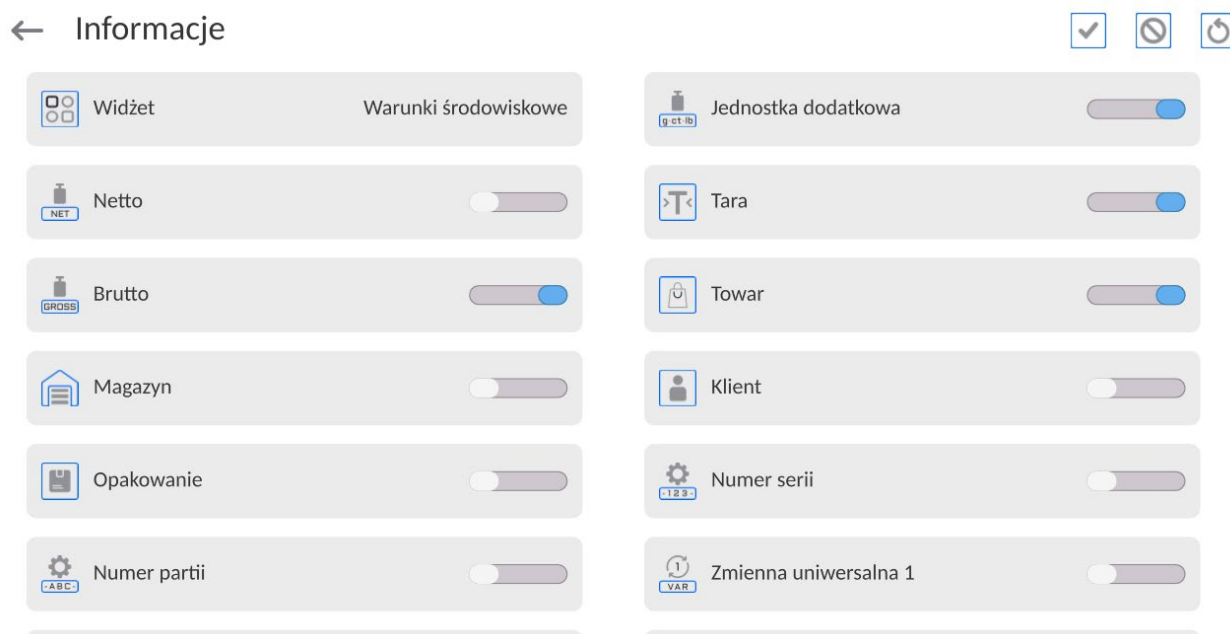 Informacje
Widżet Warunki środowiskowe
g·ct·lb Jednostka dodatkowa
NET Netto
>T< Tara
GROSS Brutto
Towar
Magazyn
Klient
Opakowanie
-123- Numer serii
-ABC- Numer partii
1 VAR Zmienna uniwersalna 1